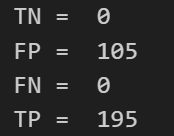 TN =  0
FP =  105
FN =  0
TP =  195